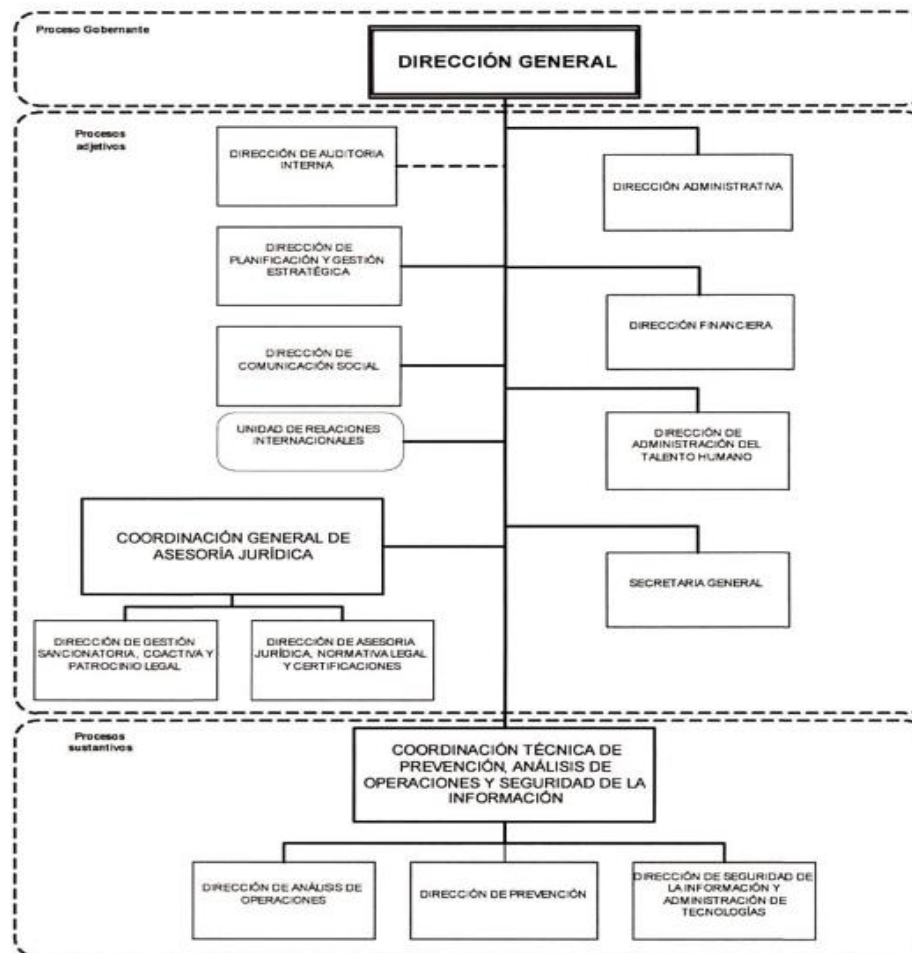 Proceso Gobernante
DIRECCIÓN GENERAL
Procesos
adjetivos
DIRECCIÓN DE AUDITORIA
INTERNA
DIRECCIÓN ADMINISTRATIVA
DIRECCIÓN DE
PLANIFICACIÓN Y GESTIÓN
ESTRATÉGICA
DIRECCIÓN FINANCIERA
DIRECCIÓN DE
COMUNICACIÓN SOCIAL
UNIDAD DE RELACIONES
INTERNACIONALES
DIRECCIÓN DE
ADMINISTRACIÓN DEL
TALENTO HUMANO
COORDINACIÓN GENERAL DE
ASESORÍA JURÍDICA
SECRETARIA GENERAL
DIRECCIÓN DE GESTIÓN
SANCIONATORIA, COACTIVA Y
PATROCINIO LEGAL
DIRECCIÓN DE ASESORIA
JURÍDICA, NORMATIVA LEGAL
Y CERTIFICACIONES
Procesos
sustantivos
COORDINACIÓN TÉCNICA DE
PREVENCIÓN, ANÁLISIS DE
OPERACIONES Y SEGURIDAD DE LA
INFORMACIÓN
DIRECCIÓN DE ANÁLISIS DE
OPERACIONES
DIRECCIÓN DE PREVENCIÓN
DIRECCIÓN DE SEGURIDAD DE
LA INFORMACIÓN Y
ADMINISTRACIÓN DE
TECNOLOGÍAS